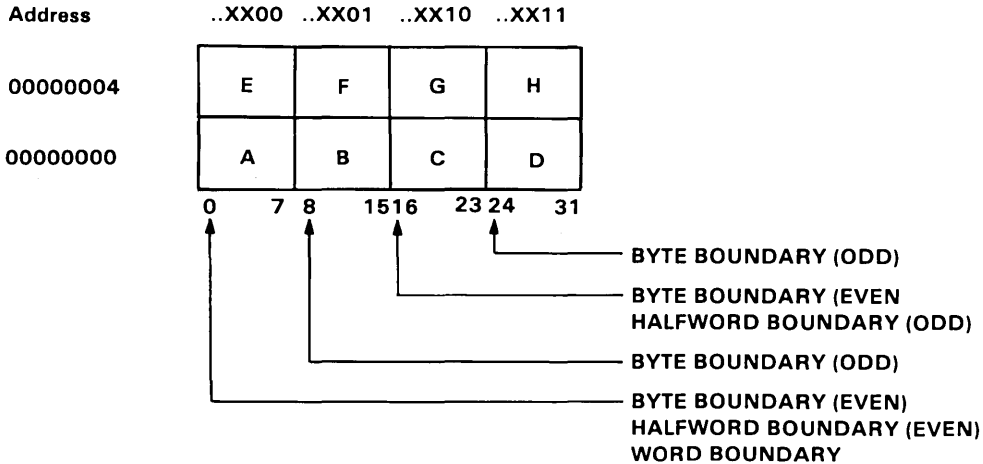 Address ..XX00 ..XX01 ..XX10 ..XX11
00000004 E F G H
00000000 A B C D
0 7 8 15 16 23 24 31
BYTE BOUNDARY (ODD)
BYTE BOUNDARY (EVEN
HALFWORD BOUNDARY (ODD)
BYTE BOUNDARY (ODD)
BYTE BOUNDARY (EVEN)
HALFWORD BOUNDARY (EVEN)
WORD BOUNDARY